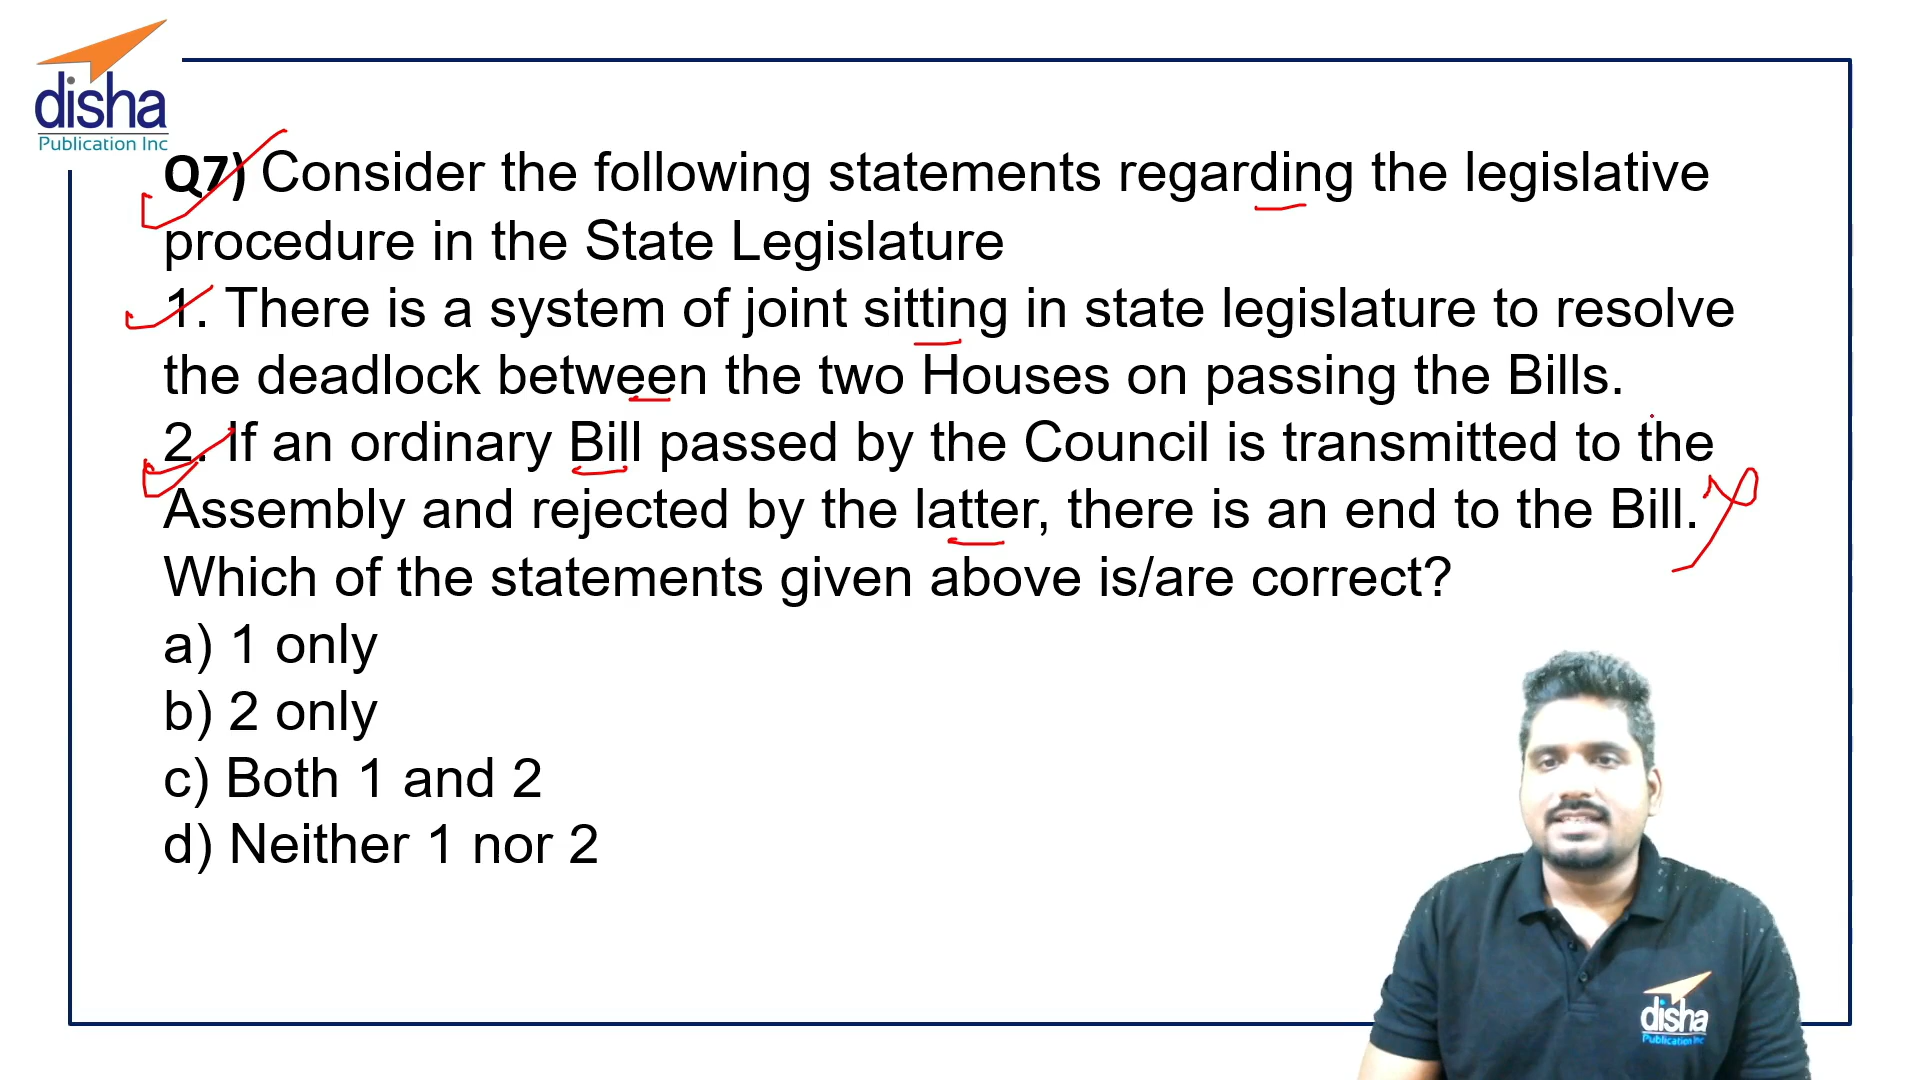 disha
Publication Inc
Q7) Consider the following statements regarding the legislative
procedure in the State Legislature
1. There is a system of joint sitting in state legislature to resolve
the deadlock between the two Houses on passing the Bills.
2. If an ordinary Bill passed by the Council is transmitted to the
Assembly and rejected by the latter, there is an end to the Bill.
Which of the statements given above is/are correct?
a) 1 only
b) 2 only
c) Both 1 and 2
d) Neither 1 nor 2
disha
Publication Inc